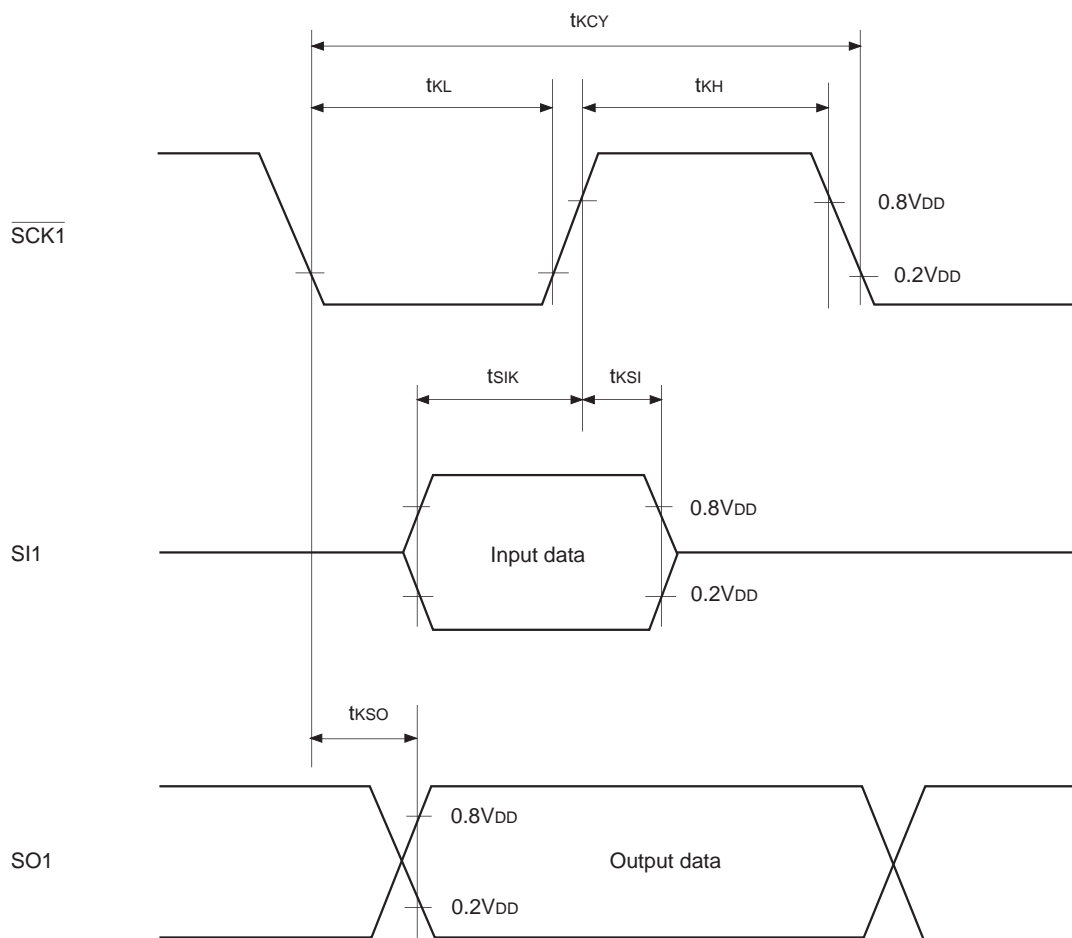 tKCY
tKL
tKH
0.8VDD
SCK1
0.2VDD
tSIK
tKSI
0.8VDD
SI1
Input data
0.2VDD
tKSO
0.8VDD
SO1
Output data
0.2VDD